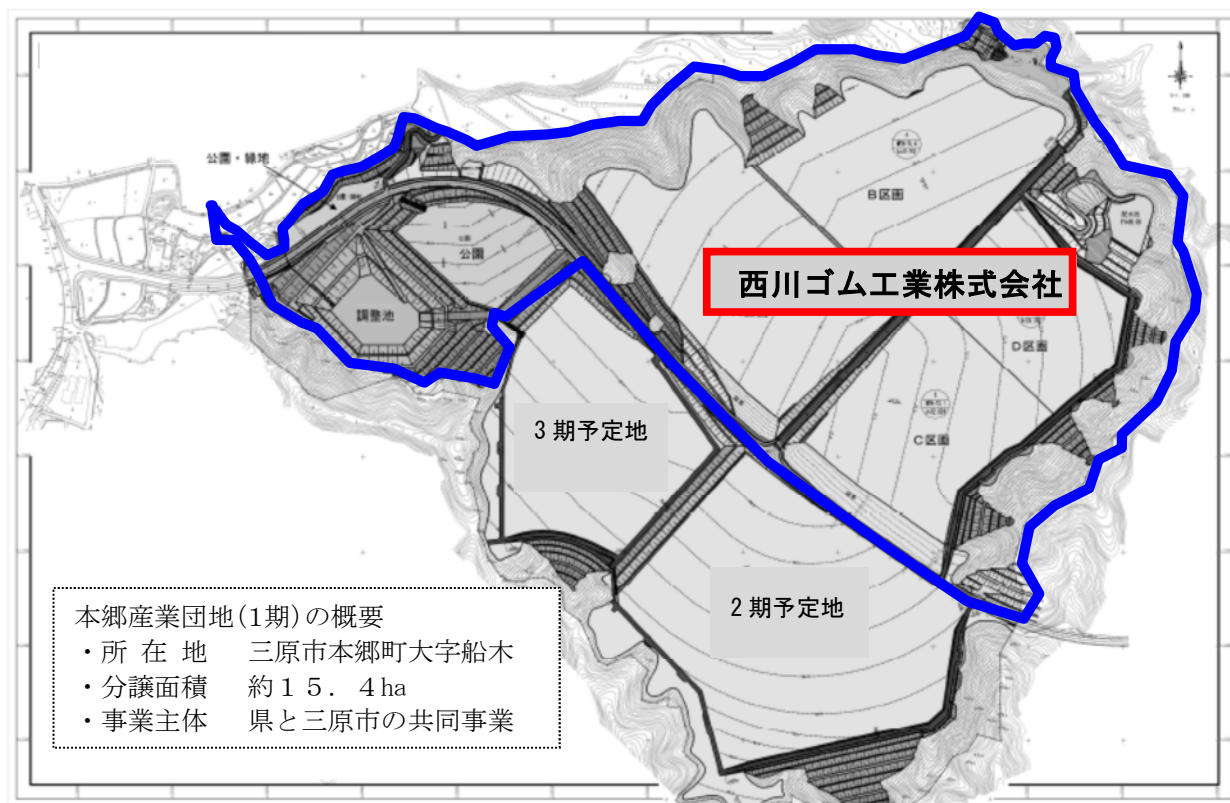 公園・緑地
B区画
公園
西川ゴム工業株式会社
調整池
D区画
3期予定地
C区画
2期予定地
本郷産業団地(1期)の概要
・所 在 地 三原市本郷町大字船木
・分譲面積 約15.4ha
・事業主体 県と三原市の共同事業